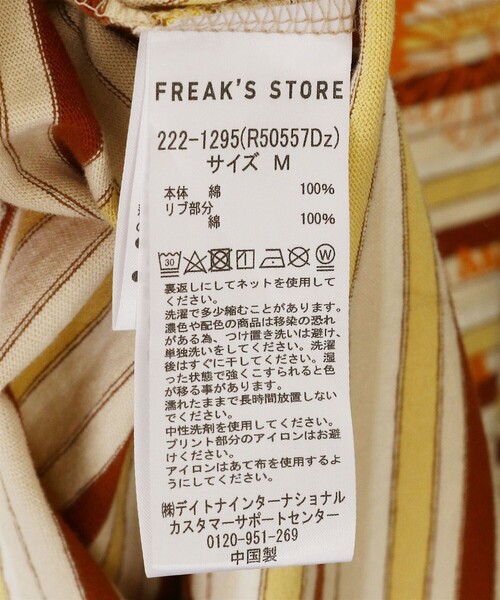 FREAK'S STORE
222-1295(R50557Dz)
サイズ M
本体 綿 100%
リブ部分
綿 100%
30 W
裏返しにしてネットを使用して
ください。
洗濯で多少縮むことがあります。
濃色や配色の商品は移染の恐れ
がある為、つけ置き洗いは避け、
単独洗いをしてください。洗濯
後はすぐに干してください。湿
った状態で強くこすられると色
が移る事があります。
濡れたままで長時間放置しない
でください。
中性洗剤を使用してください。
プリント部分のアイロンはお避
けください。
アイロンはあて布を使用するよ
うにしてください。
㈱デイトナインターナショナル
カスタマーサポートセンター
0120-951-269
中国製